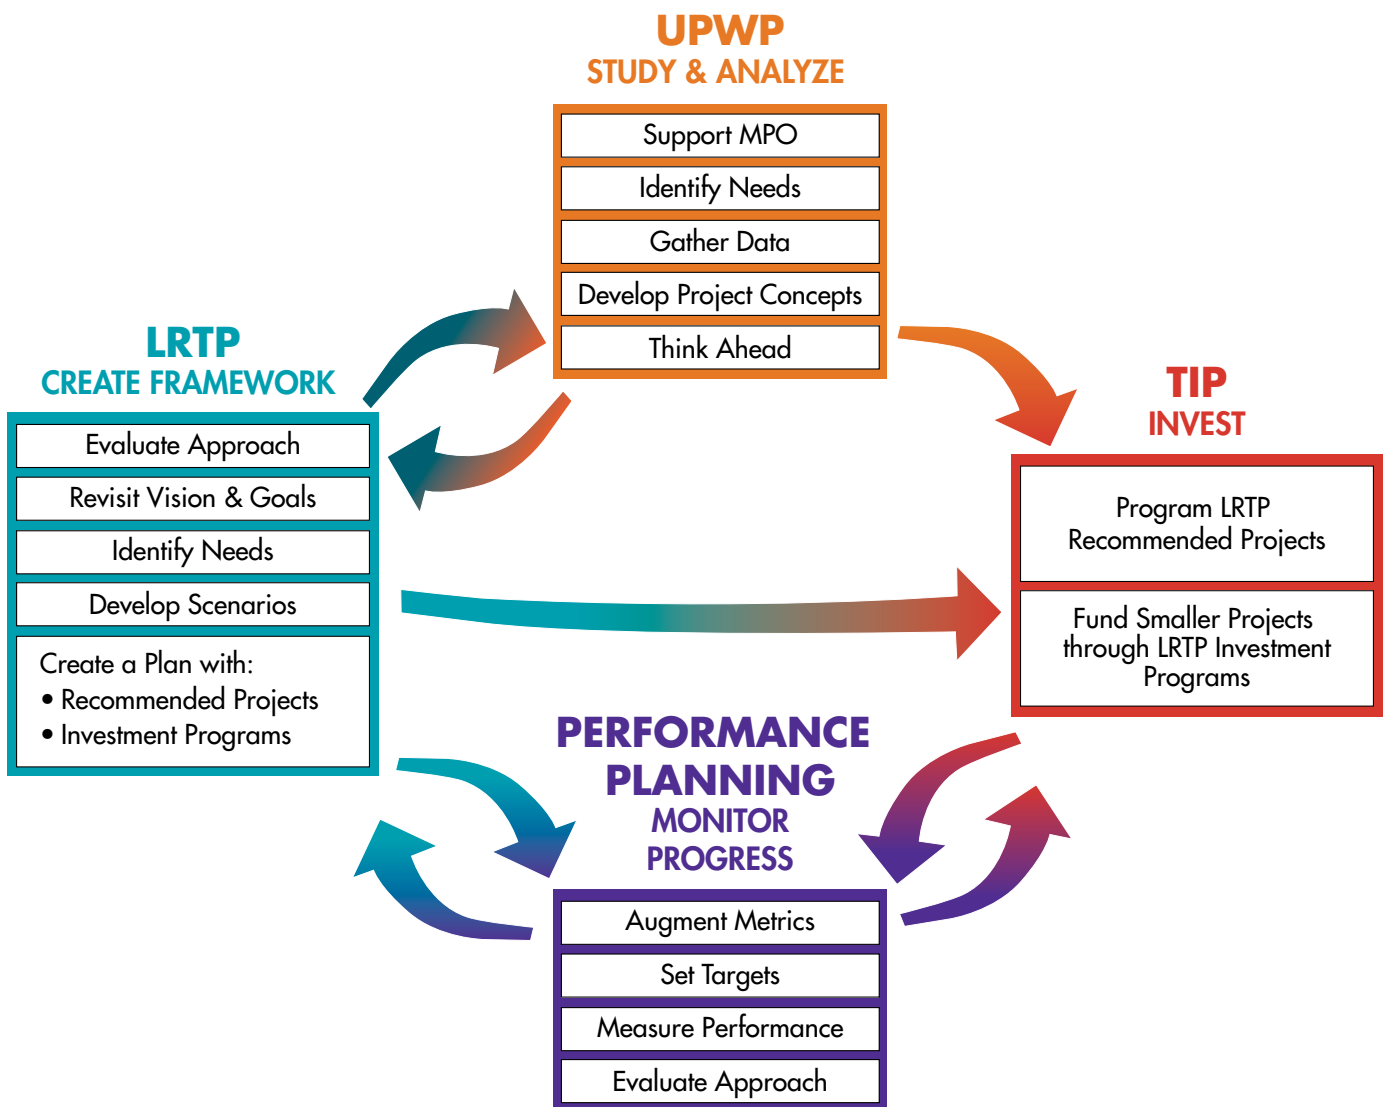 UPWP
STUDY & ANALYZE
Support MPO
Identify Needs
Gather Data
Develop Project Concepts
Think Ahead
LRTP
CREATE FRAMEWORK
Evaluate Approach
Revisit Vision & Goals
Identify Needs
Develop Scenarios
Create a Plan with:
• Recommended Projects
• Investment Programs
TIP
INVEST
Program LRTP
Recommended Projects
Fund Smaller Projects
through LRTP Investment
Programs
PERFORMANCE
PLANNING
MONITOR
PROGRESS
Augment Metrics
Set Targets
Measure Performance
Evaluate Approach